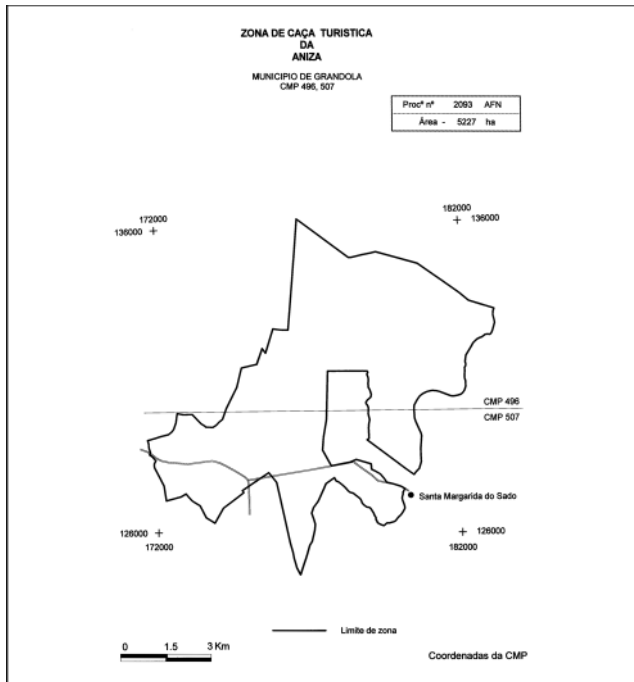 ZONA DE CAÇA TURISTICA
DA
ANIZA
MUNICIPIO DE GRANDOLA
CMP 496, 507
Procº nº 2093 AFN
Área - 5227 ha
172000
136000
182000
136000
CMP 496
CMP 507
Santa Margarida do Sado
126000
172000
126000
182000
Limite de zona
0 1.5 3 Km
Coordenadas da CMP